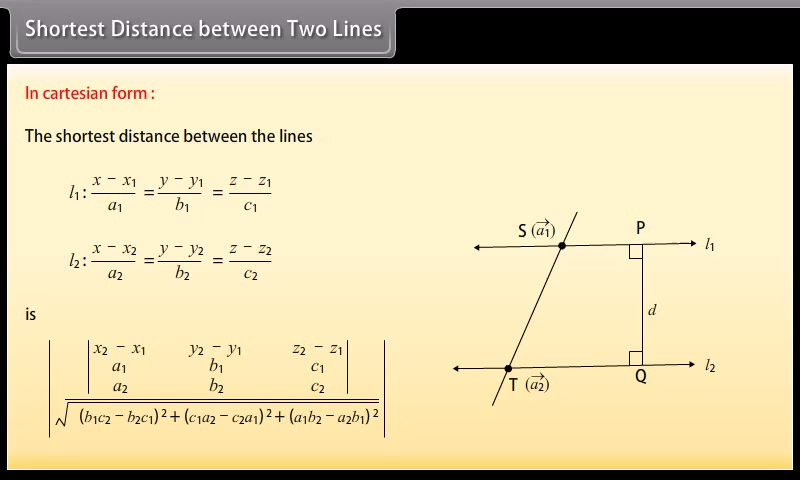 Shortest Distance between Two Lines
In cartesian form :
The shortest distance between the lines
l₁: (x − x₁)/a₁ = (y − y₁)/b₁ = (z − z₁)/c₁
l₂: (x − x₂)/a₂ = (y − y₂)/b₂ = (z − z₂)/c₂
is
x₂ − x₁ y₂ − y₁ z₂ − z₁
a₁ b₁ c₁
a₂ b₂ c₂
√(b₁c₂ − b₂c₁)² + (c₁a₂ − c₂a₁)² + (a₁b₂ − a₂b₁)²
S (a₁→) P
l₁
d
l₂
T (a₂→) Q